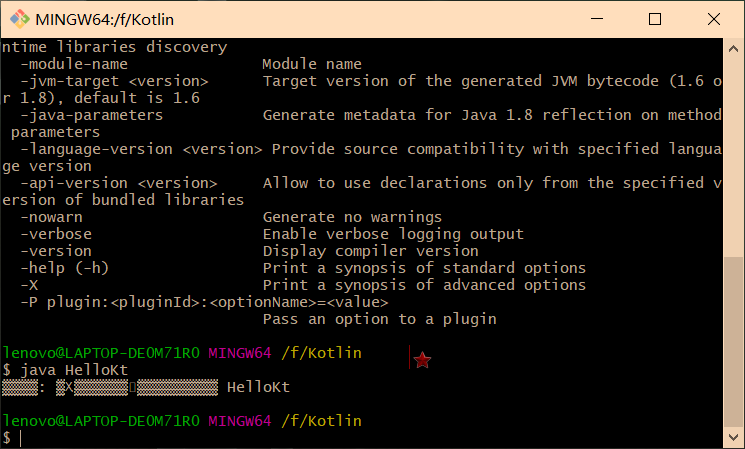 MINGW64:/f/Kotlin
ntime libraries discovery
-module-name Module name
-jvm-target <version> Target version of the generated JVM bytecode (1.6 o
r 1.8), default is 1.6
-java-parameters Generate metadata for Java 1.8 reflection on method
parameters
-language-version <version> Provide source compatibility with specified langua
ge version
-api-version <version> Allow to use declarations only from the specified v
ersion of bundled libraries
-nowarn Generate no warnings
-verbose Enable verbose logging output
-version Display compiler version
-help (-h) Print a synopsis of standard options
-X Print a synopsis of advanced options
-P plugin:<pluginId>:<optionName>=<value>
Pass an option to a plugin
lenovo@LAPTOP-DE0M71R0 MINGW64 /f/Kotlin
$ java HelloKt
▒▒▒▒: ▒X▒▒▒▒▒▒▯▒▒▒▒▒▒▒▒▒ HelloKt
lenovo@LAPTOP-DE0M71R0 MINGW64 /f/Kotlin
$